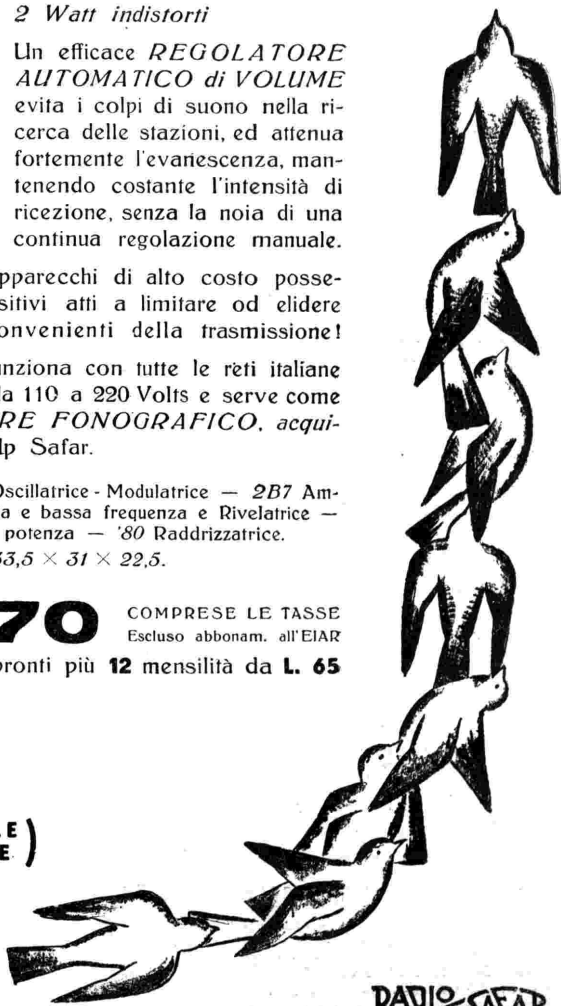 2 Watt indistorti
Un efficace REGOLATORE
AUTOMATICO di VOLUME
evita i colpi di suono nella ri-
cerca delle stazioni, ed attenua
fortemente l'evanescenza, man-
tenendo costante l'intensità di
ricezione, senza la noia di una
continua regolazione manuale.
pparecchi di alto costo posse-
sitivi atti a limitare od elidere
onvenienti della trasmissione!
nziona con tutte le reti italiane
la 110 a 220 Volts e serve come
RE FONOGRAFICO, acqui-
lp Safar.
Oscillatrice - Modulatrice — 2B7 Am-
a e bassa frequenza e Rivelatrice —
potenza — '80 Raddrizzatrice.
33,5 × 31 × 22,5.
70 COMPRESE LE TASSE
Escluso abbonam. all'EIAR
pronti più 12 mensilità da L. 65
E )
E
RADIO SAFAR